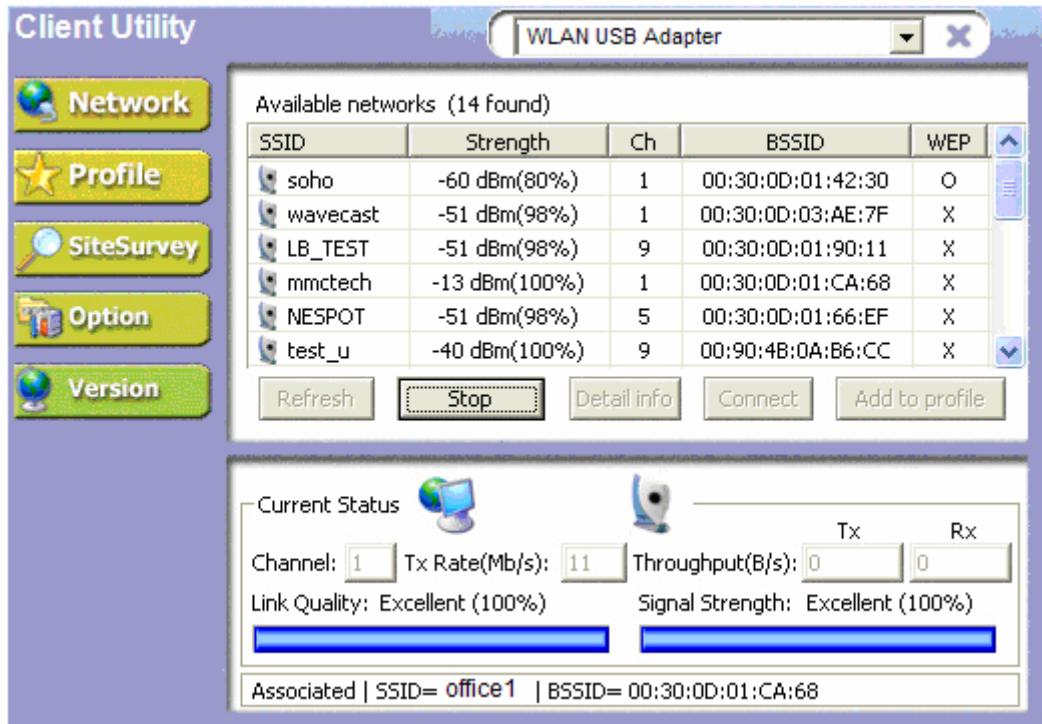 Client Utility
WLAN USB Adapter
Network
Profile
SiteSurvey
Option
Version
Available networks (14 found)
SSID Strength Ch BSSID WEP
soho -60 dBm(80%) 1 00:30:0D:01:42:30 O
wavecast -51 dBm(98%) 1 00:30:0D:03:AE:7F X
LB_TEST -51 dBm(98%) 9 00:30:0D:01:90:11 X
mmctech -13 dBm(100%) 1 00:30:0D:01:CA:68 X
NESPOT -51 dBm(98%) 5 00:30:0D:01:66:EF X
test_u -40 dBm(100%) 9 00:90:4B:0A:B6:CC X
Refresh Stop Detail info Connect Add to profile
Current Status
Tx Rx
Channel: 1 Tx Rate(Mb/s): 11 Throughput(B/s): 0 0
Link Quality: Excellent (100%) Signal Strength: Excellent (100%)
Associated | SSID= office1 | BSSID= 00:30:0D:01:CA:68